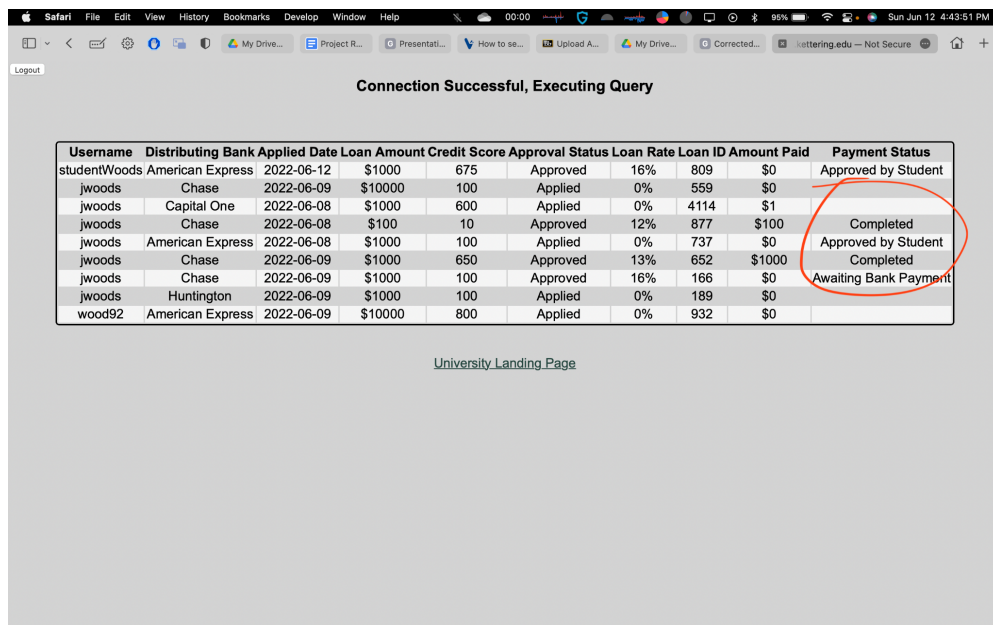 Safari File Edit View History Bookmarks Develop Window Help 00:00 95% Sun Jun 12 4:43:51 PM
My Drive... Project R... Presentati... How to se... Upload A... My Drive... Corrected... kettering.edu — Not Secure
Logout
Connection Successful, Executing Query
Username Distributing Bank Applied Date Loan Amount Credit Score Approval Status Loan Rate Loan ID Amount Paid Payment Status
studentWoods American Express 2022-06-12 $1000 675 Approved 16% 809 $0 Approved by Student
jwoods Chase 2022-06-09 $10000 100 Applied 0% 559 $0
jwoods Capital One 2022-06-08 $1000 600 Applied 0% 4114 $1
jwoods Chase 2022-06-08 $100 10 Approved 12% 877 $100 Completed
jwoods American Express 2022-06-08 $1000 100 Applied 0% 737 $0 Approved by Student
jwoods Chase 2022-06-09 $1000 650 Approved 13% 652 $1000 Completed
jwoods Chase 2022-06-09 $1000 100 Approved 16% 166 $0 Awaiting Bank Payment
jwoods Huntington 2022-06-09 $1000 100 Applied 0% 189 $0
wood92 American Express 2022-06-09 $10000 800 Applied 0% 932 $0
University Landing Page